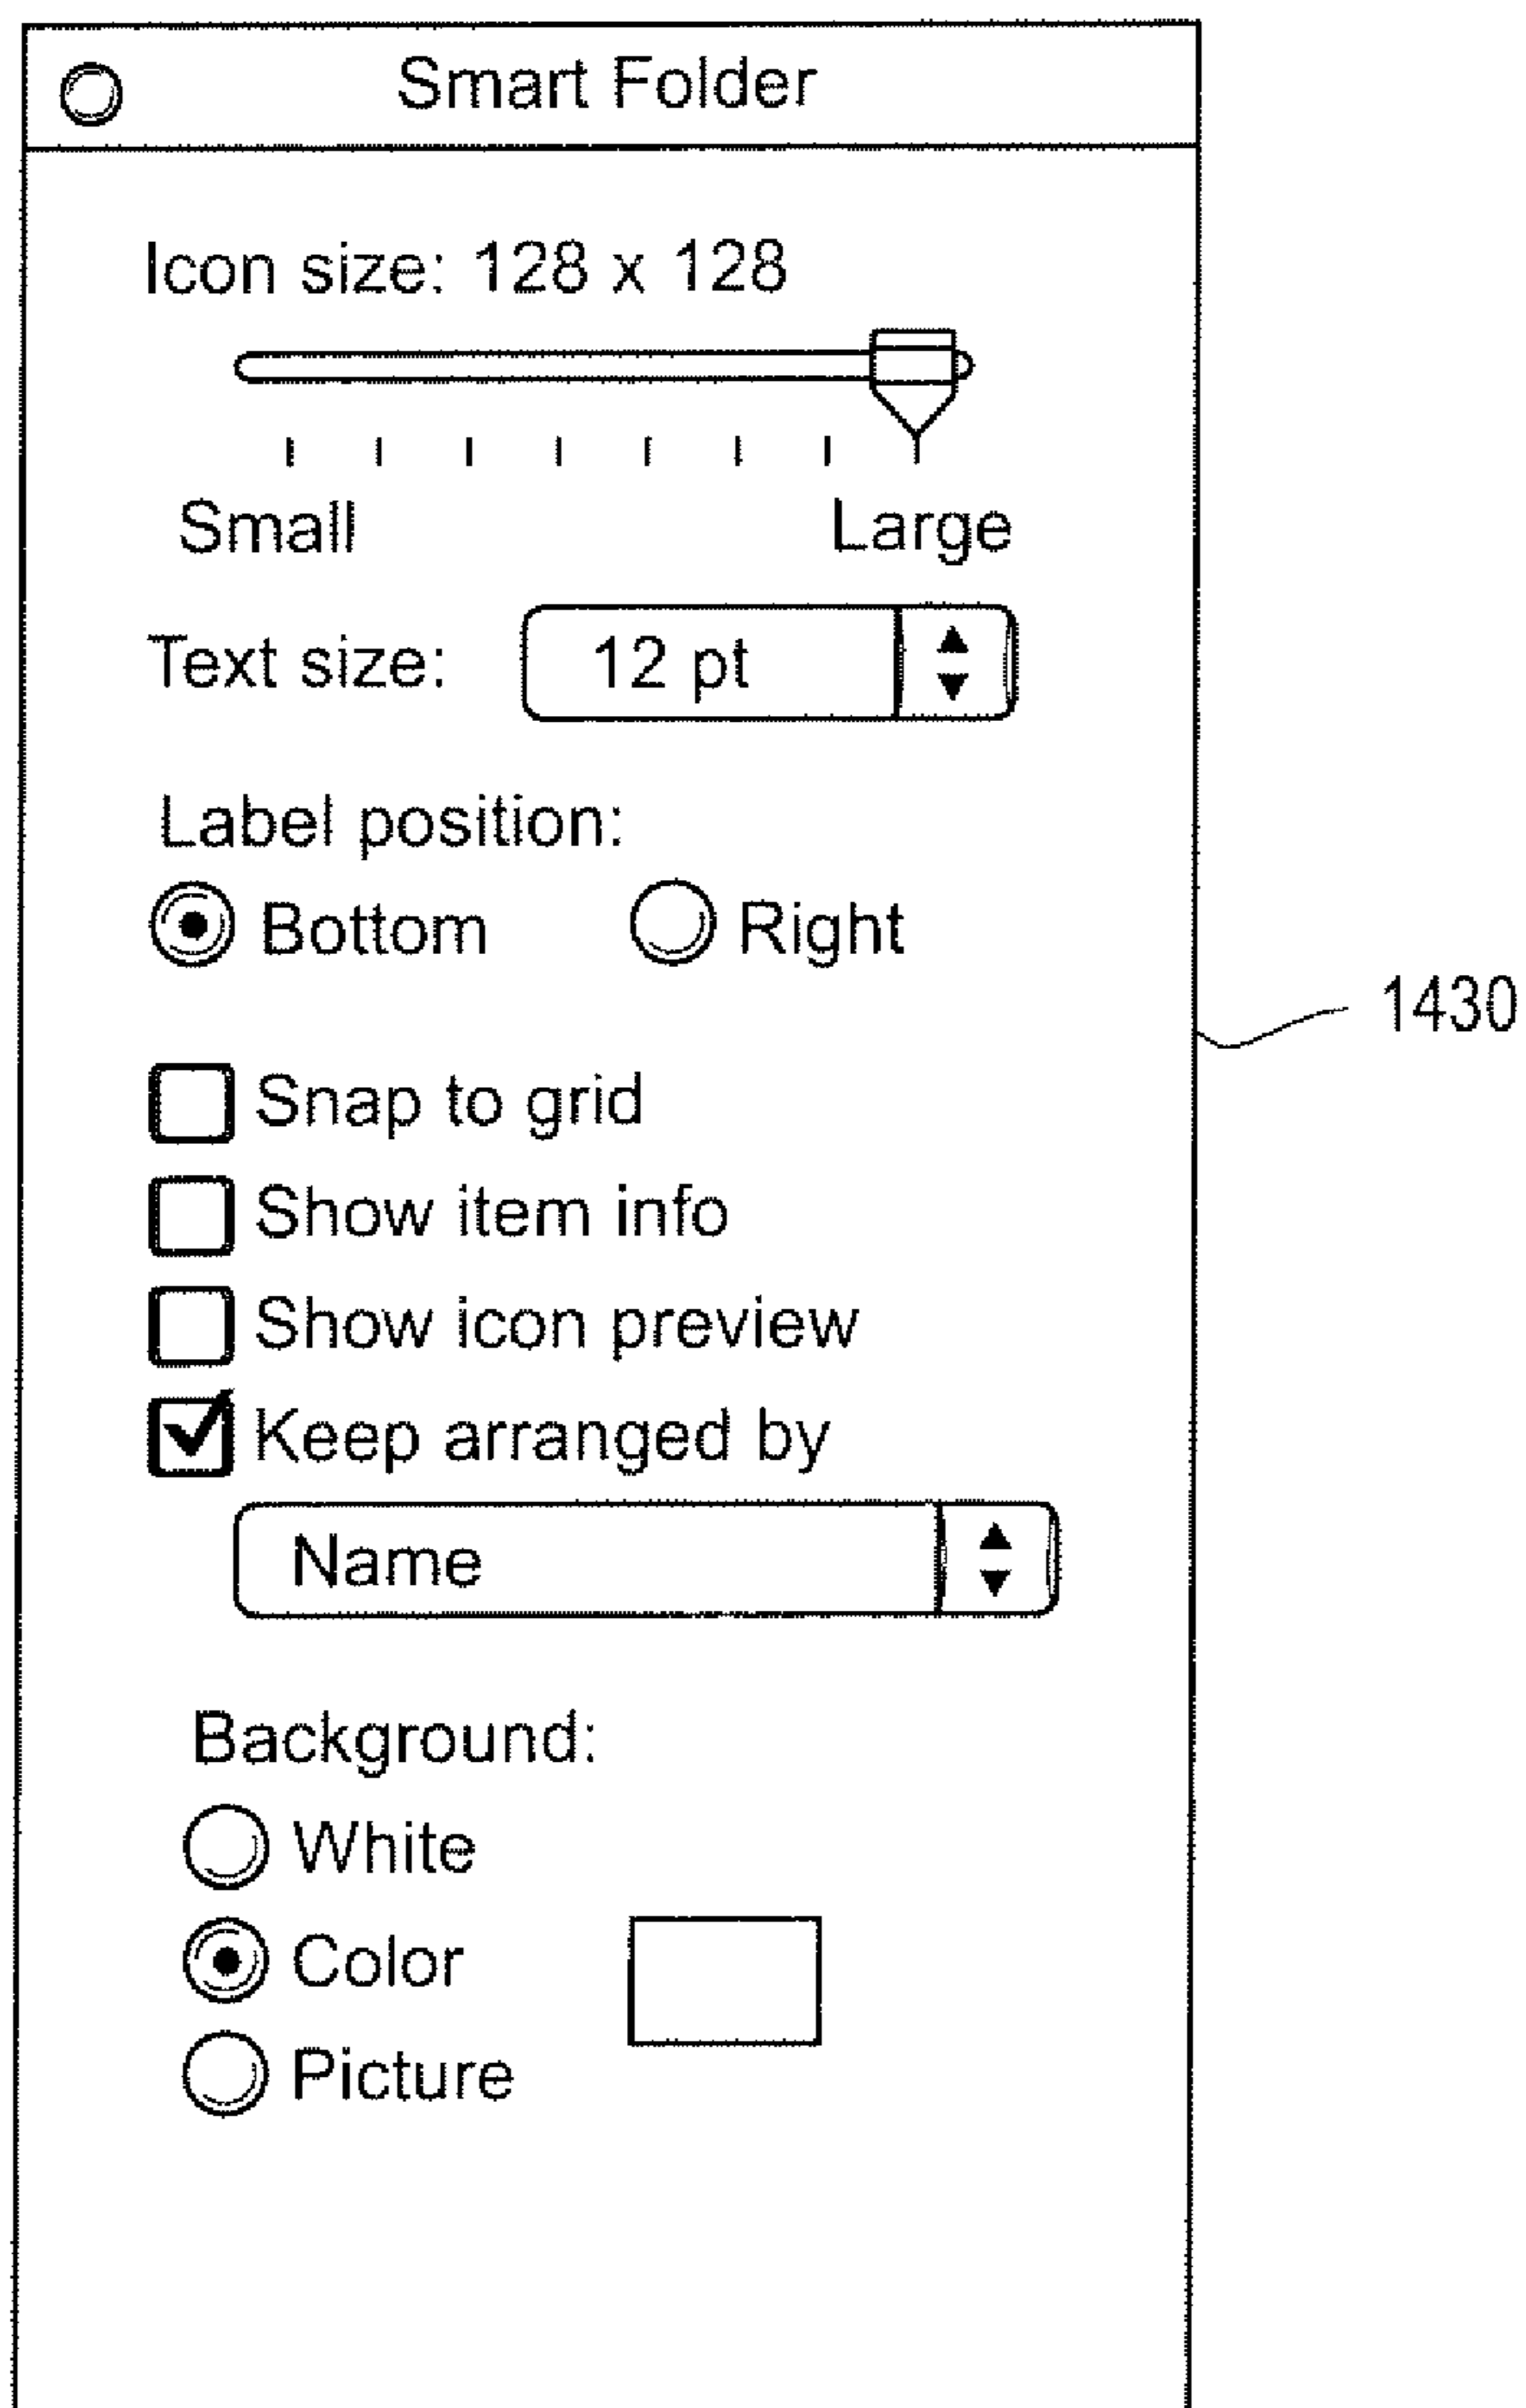 Smart Folder
Icon size: 128 x 128
Small Large
Text size: 12 pt
Label position:
Bottom Right
1430
Snap to grid
Show item info
Show icon preview
Keep arranged by
Name
Background:
White
Color
Picture